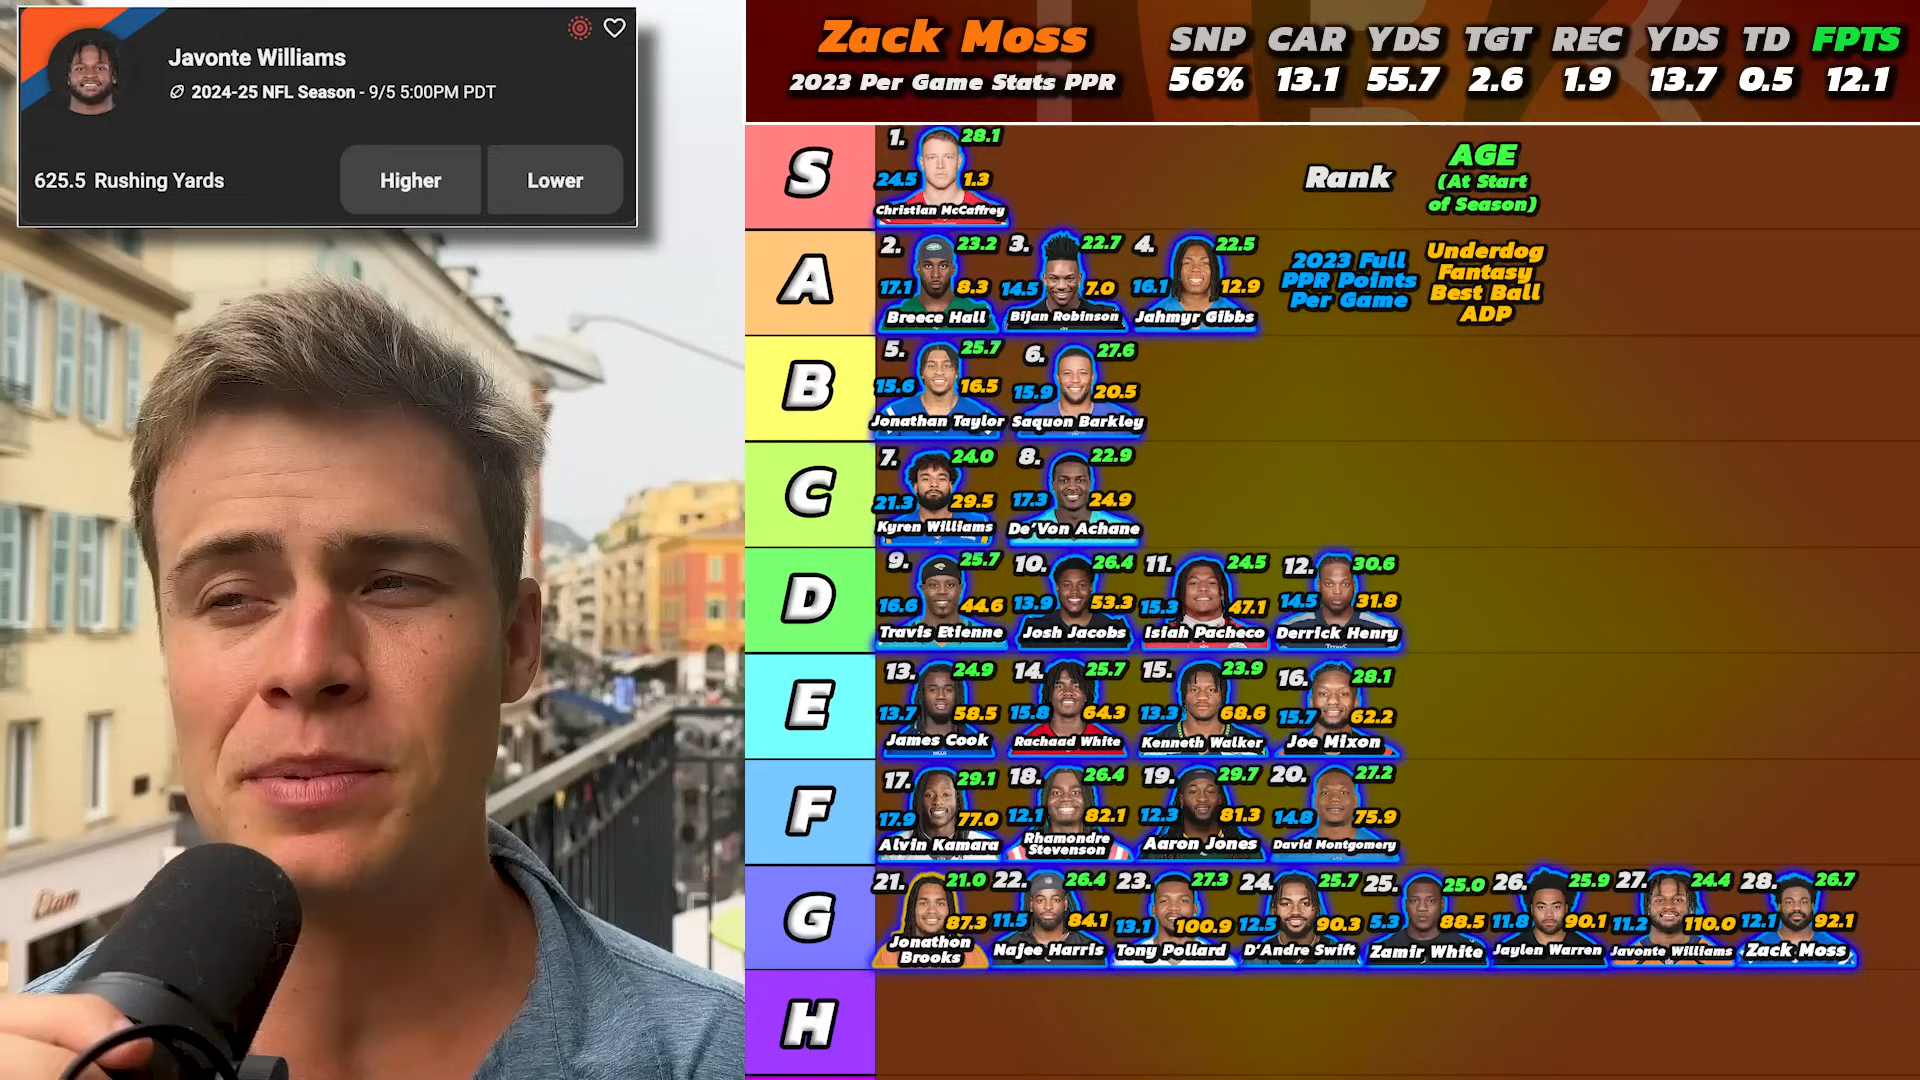 Javonte Williams
2024-25 NFL Season - 9/5 5:00PM PDT
625.5 Rushing Yards
Higher
Lower
Zack Moss
2023 Per Game Stats PPR
SNP CAR YDS TGT REC YDS TD FPTS
56% 13.1 55.7 2.6 1.9 13.7 0.5 12.1
S
1. 28.1
24.5 1.3
Christian McCaffrey
Rank
AGE
(At Start
of Season)
A
2. 23.2
17.1 8.3
Breece Hall
3. 22.7
14.5 7.0
Bijan Robinson
4. 22.5
16.1 12.9
Jahmyr Gibbs
2023 Full
PPR Points
Per Game
Underdog
Fantasy
Best Ball
ADP
B
5. 25.7
15.6 16.5
Jonathan Taylor
6. 27.6
15.9 20.5
Saquon Barkley
C
7. 24.0
21.3 29.5
Kyren Williams
8. 22.9
17.3 24.9
De'Von Achane
D
9. 25.7
16.6 44.6
Travis Etienne
10. 26.4
13.9 53.3
Josh Jacobs
11. 24.5
15.3 47.1
Isiah Pacheco
12. 30.6
14.5 31.8
Derrick Henry
E
13. 24.9
13.7 58.5
James Cook
14. 25.7
15.8 64.3
Rachaad White
15. 23.9
13.3 68.6
Kenneth Walker
16. 28.1
15.7 62.2
Joe Mixon
F
17. 29.1
17.9 77.0
Alvin Kamara
18. 26.4
12.1 82.1
Rhamondre
Stevenson
19. 29.7
12.3 81.3
Aaron Jones
20. 27.2
14.8 75.9
David Montgomery
G
21. 21.0
87.3
Jonathon
Brooks
22. 26.4
11.5 84.1
Najee Harris
23. 27.3
13.1 100.9
Tony Pollard
24. 25.7
12.5 90.3
D'Andre Swift
25. 25.0
5.3 88.5
Zamir White
26. 25.9
11.8 90.1
Jaylen Warren
27. 24.4
11.2 110.0
Javonte Williams
28. 26.7
12.1 92.1
Zack Moss
H